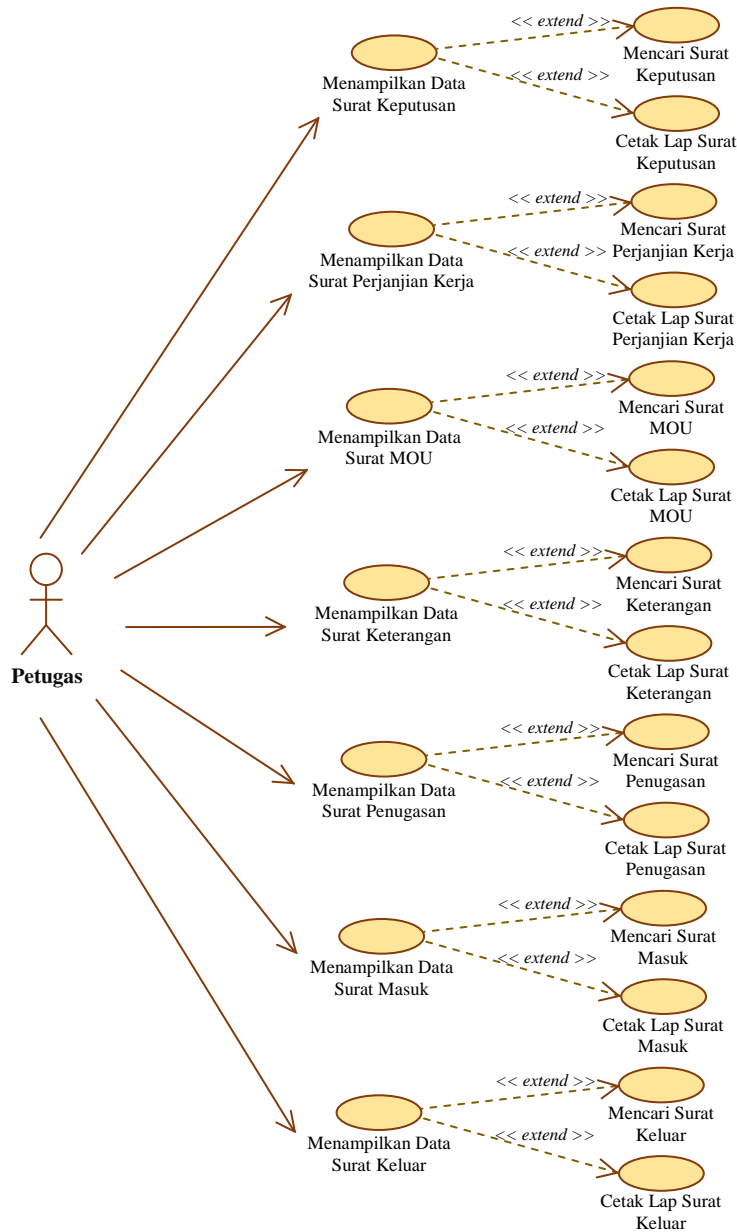 << extend >>
Mencari Surat
Keputusan
Menampilkan Data
Surat Keputusan
<< extend >>
Cetak Lap Surat
Keputusan
<< extend >>
Mencari Surat
Perjanjian Kerja
Menampilkan Data
Surat Perjanjian Kerja
<< extend >>
Cetak Lap Surat
Perjanjian Kerja
<< extend >>
Mencari Surat
MOU
Menampilkan Data
Surat MOU
<< extend >>
Cetak Lap Surat
MOU
<< extend >>
Mencari Surat
Keterangan
Menampilkan Data
Surat Keterangan
<< extend >>
Cetak Lap Surat
Keterangan
Petugas
<< extend >>
Mencari Surat
Penugasan
Menampilkan Data
Surat Penugasan
<< extend >>
Cetak Lap Surat
Penugasan
<< extend >>
Mencari Surat
Masuk
Menampilkan Data
Surat Masuk
<< extend >>
Cetak Lap Surat
Masuk
<< extend >>
Mencari Surat
Keluar
Menampilkan Data
Surat Keluar
<< extend >>
Cetak Lap Surat
Keluar